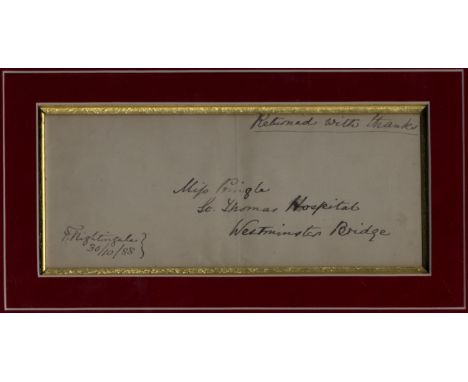 Returned with thanks
Miss Pringle
St. Thomas Hospital
Westminster Bridge
F. Nightingale }
30/10/88 }